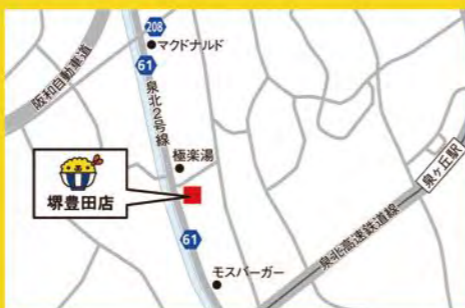 208
マクドナルド
阪和自動車道
61
泉北2号線
極楽湯
堺豊田店
泉ヶ丘駅
61
泉北高速鉄道線
モスバーガー